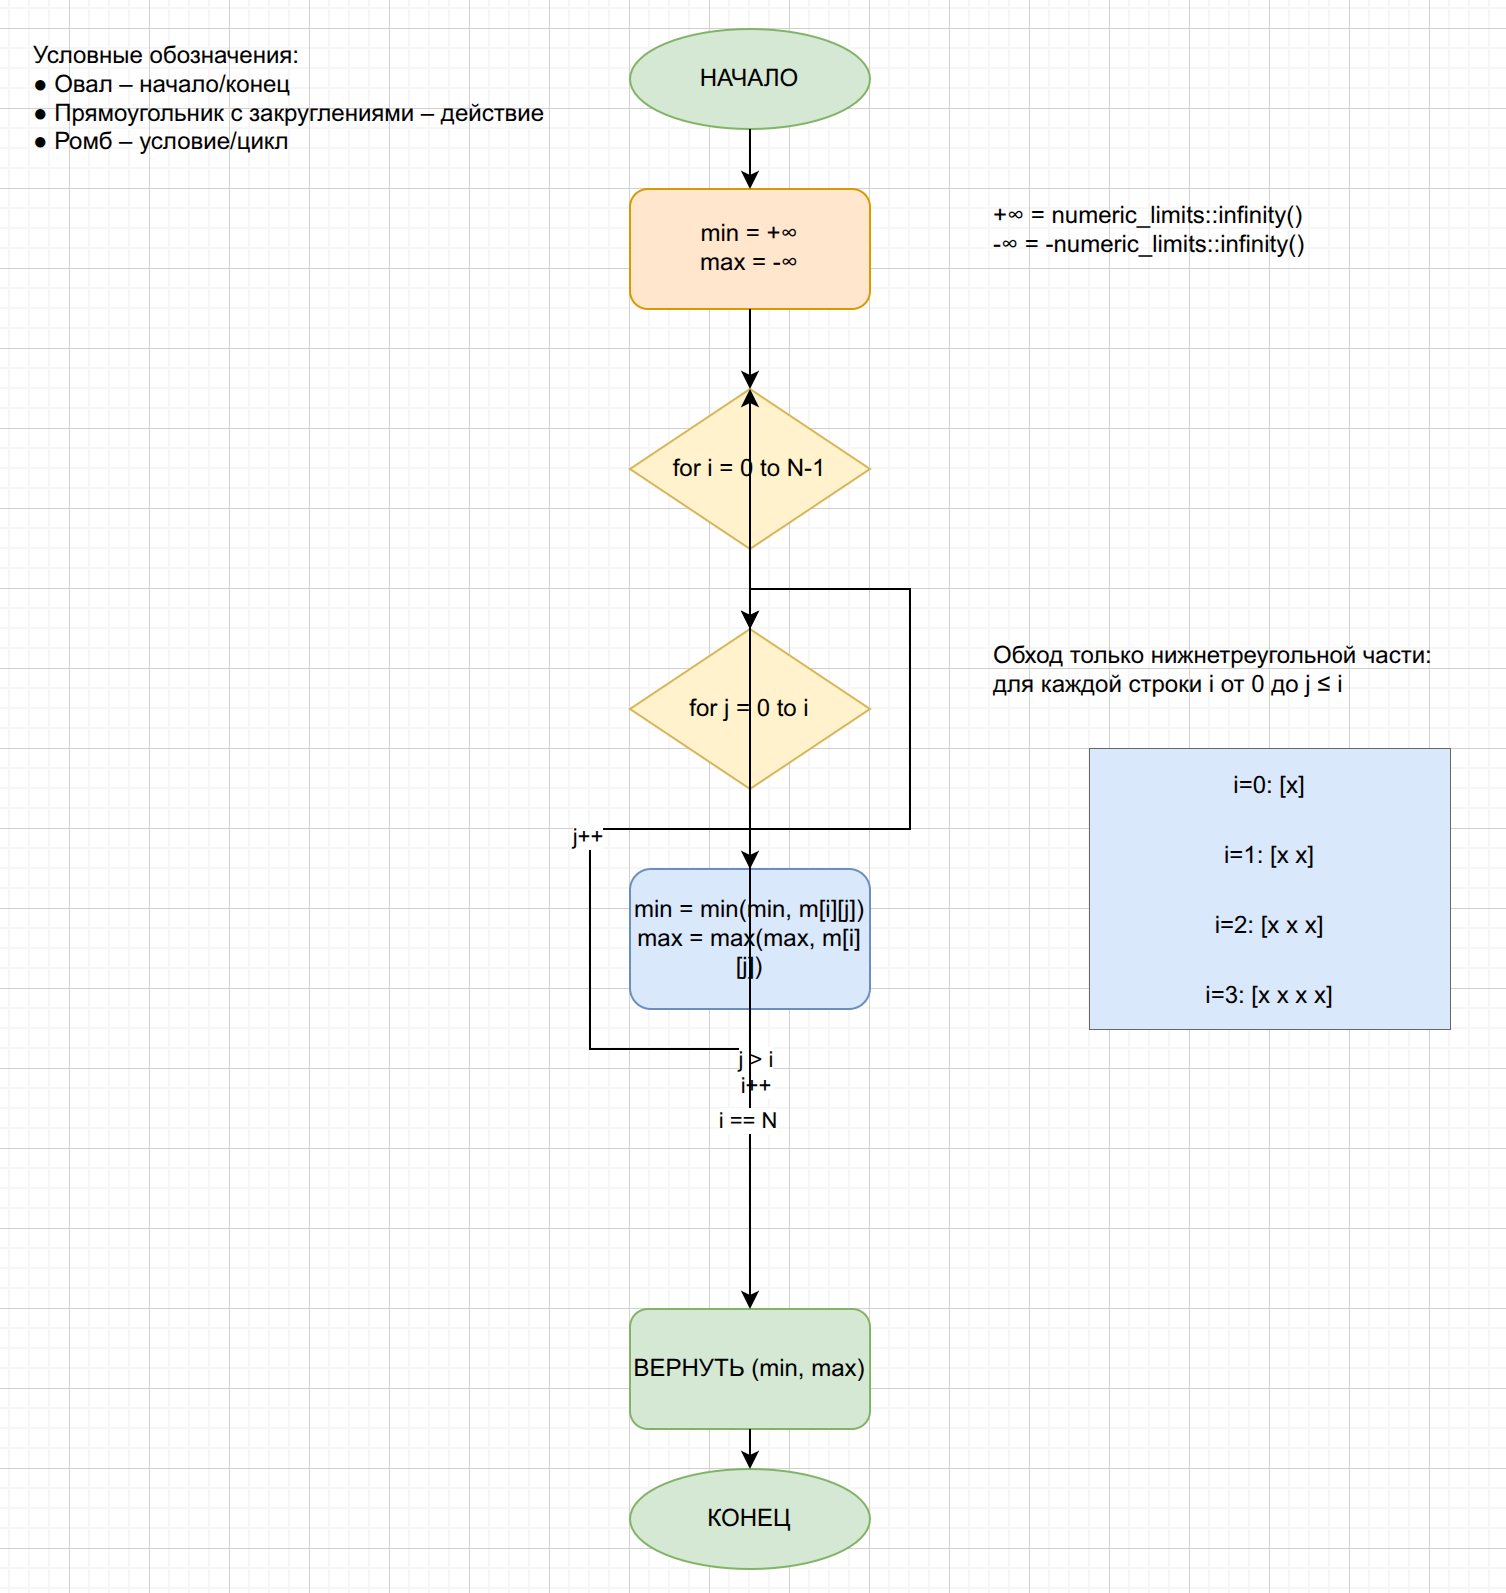 Условные обозначения:
● Овал – начало/конец
● Прямоугольник с закруглениями – действие
● Ромб – условие/цикл
НАЧАЛО
min = +∞
max = -∞
+∞ = numeric_limits::infinity()
-∞ = -numeric_limits::infinity()
for i = 0 to N-1
for j = 0 to i
Обход только нижнетреугольной части:
для каждой строки i от 0 до j ≤ i
i=0: [x]
i=1: [x x]
i=2: [x x x]
i=3: [x x x x]
j++
min = min(min, m[i][j])
max = max(max, m[i]
[j])
j > i
i++
i == N
ВЕРНУТЬ (min, max)
КОНЕЦ